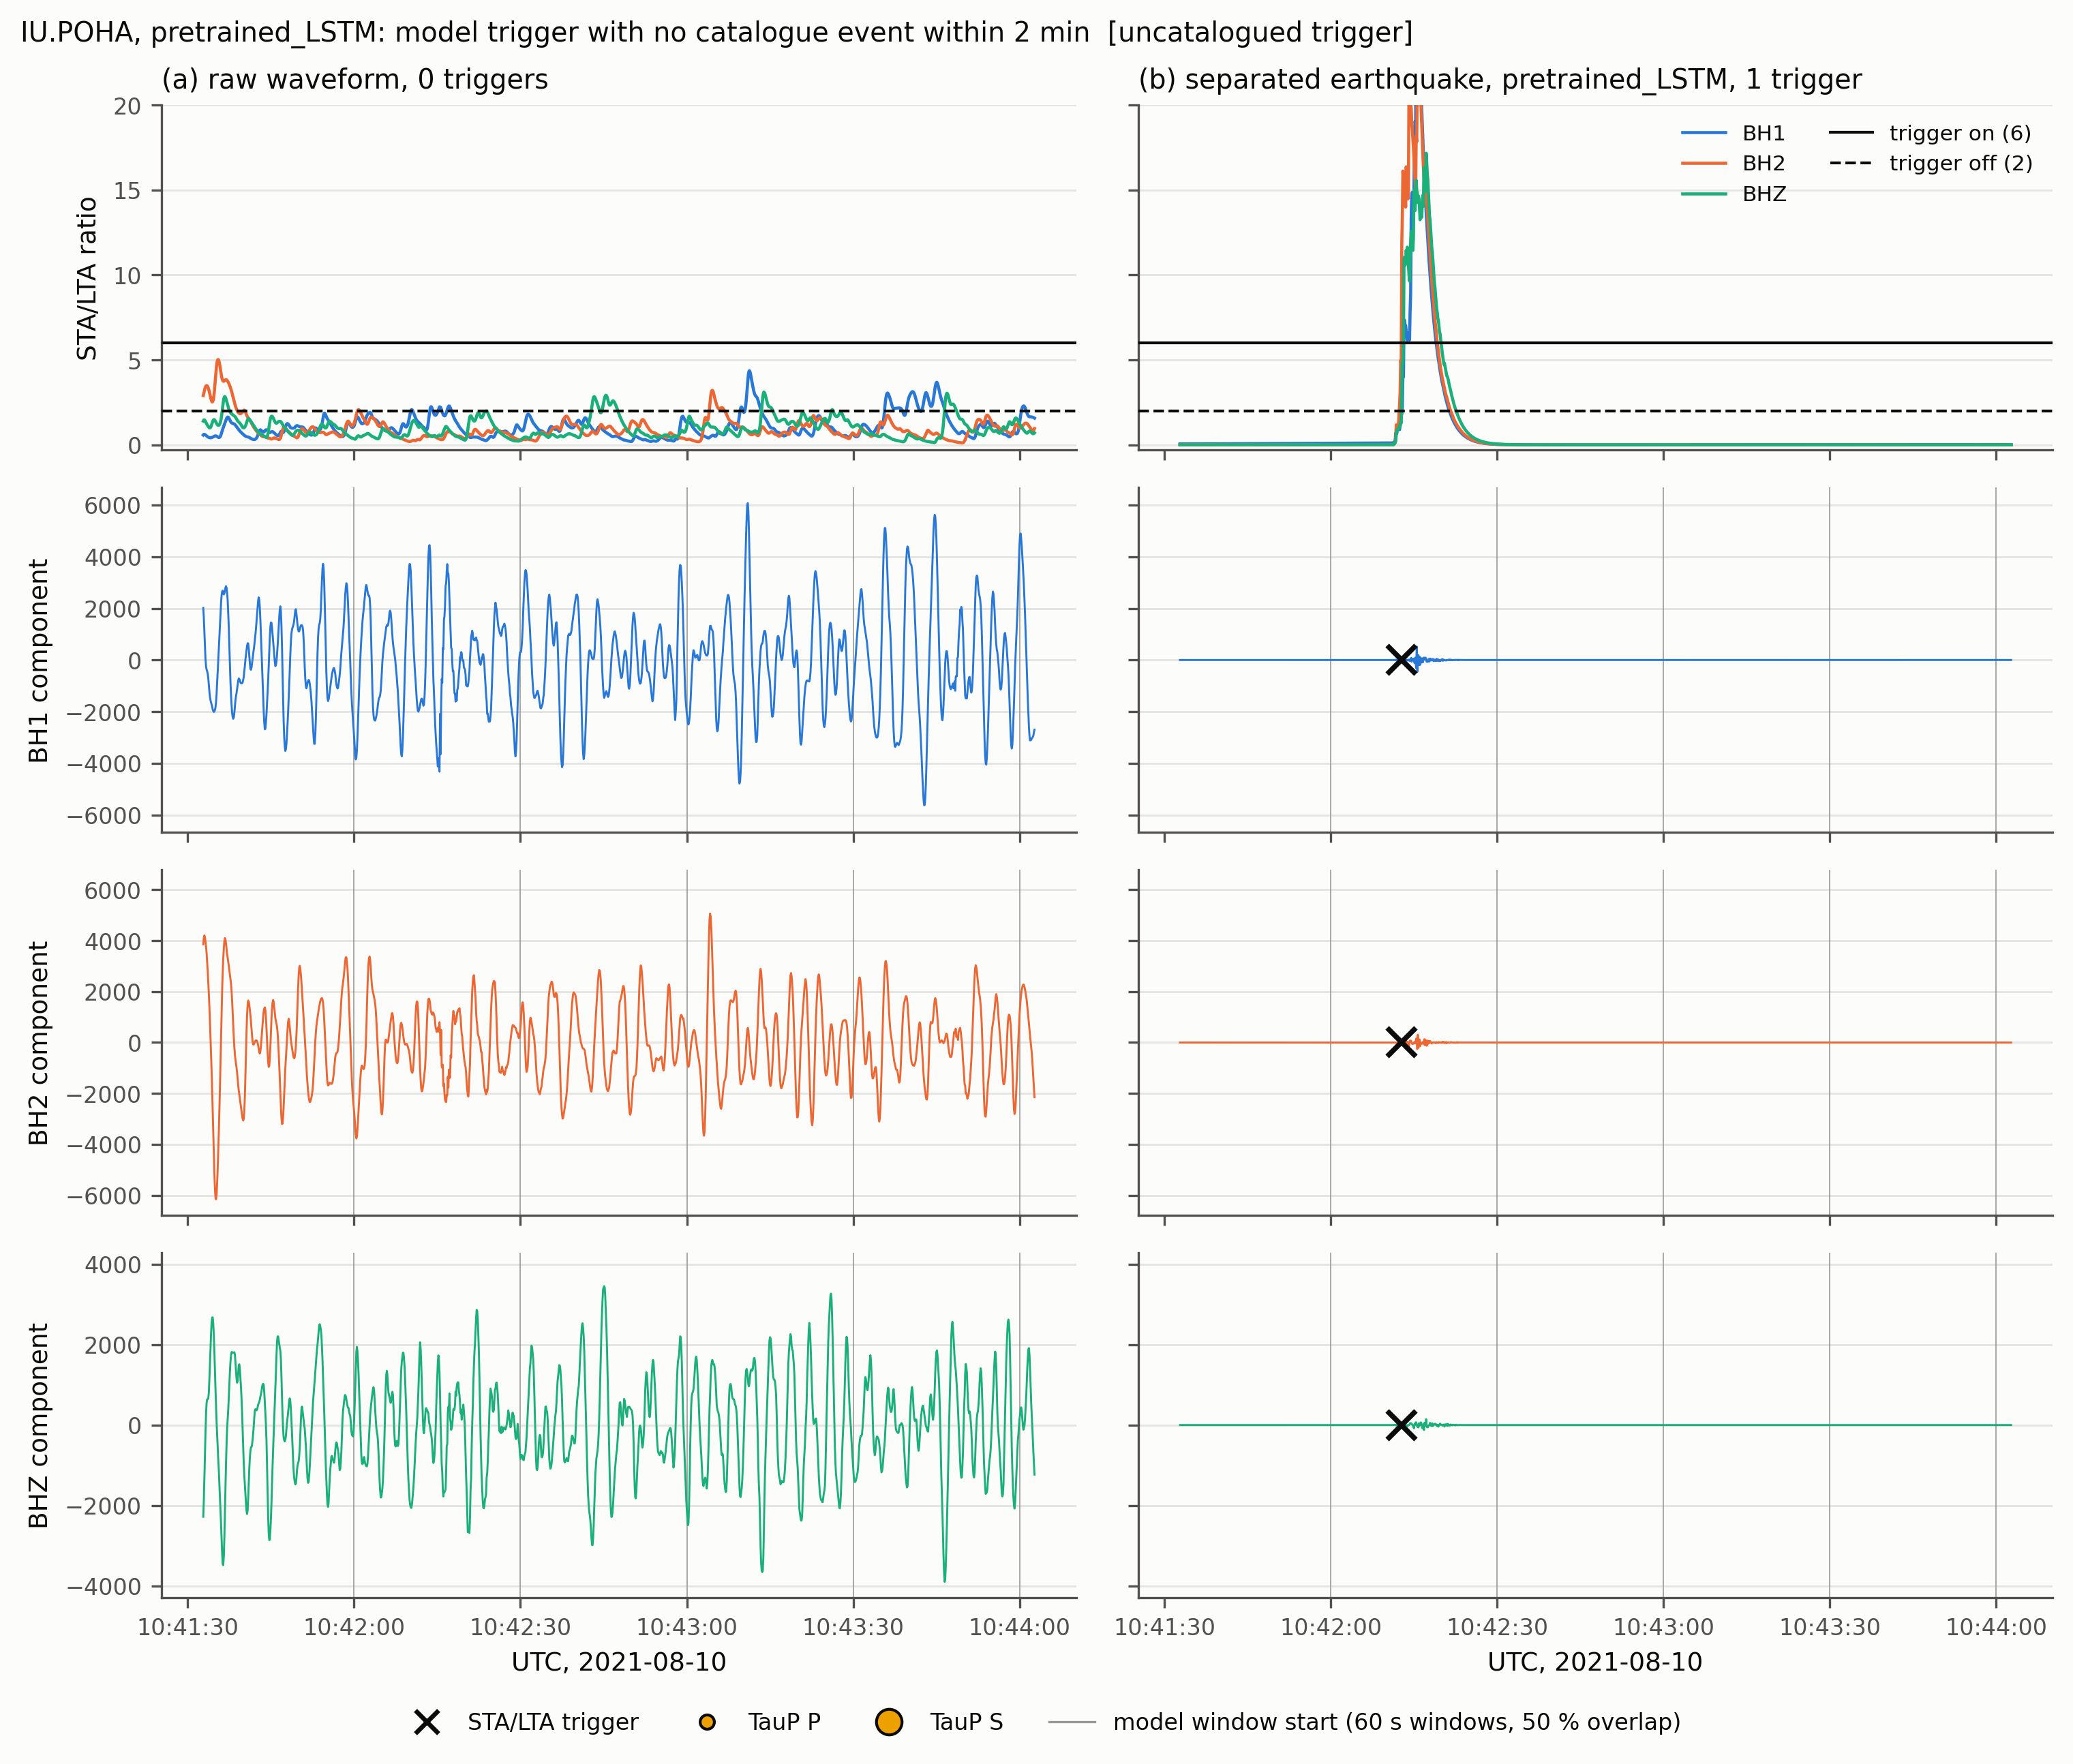 IU.POHA, pretrained_LSTM: model trigger with no catalogue event within 2 min  [uncatalogued trigger]
(a) raw waveform, 0 triggers
(b) separated earthquake, pretrained_LSTM, 1 trigger
STA/LTA ratio
20
15
10
5
0
BH1
BH2
BHZ
trigger on (6)
trigger off (2)
BH1 component
6000
4000
2000
0
−2000
−4000
−6000
BH2 component
6000
4000
2000
0
−2000
−4000
−6000
BHZ component
4000
2000
0
−2000
−4000
10:41:30 10:42:00 10:42:30 10:43:00 10:43:30 10:44:00
UTC, 2021-08-10
10:41:30 10:42:00 10:42:30 10:43:00 10:43:30 10:44:00
UTC, 2021-08-10
STA/LTA trigger
TauP P
TauP S
model window start (60 s windows, 50 % overlap)